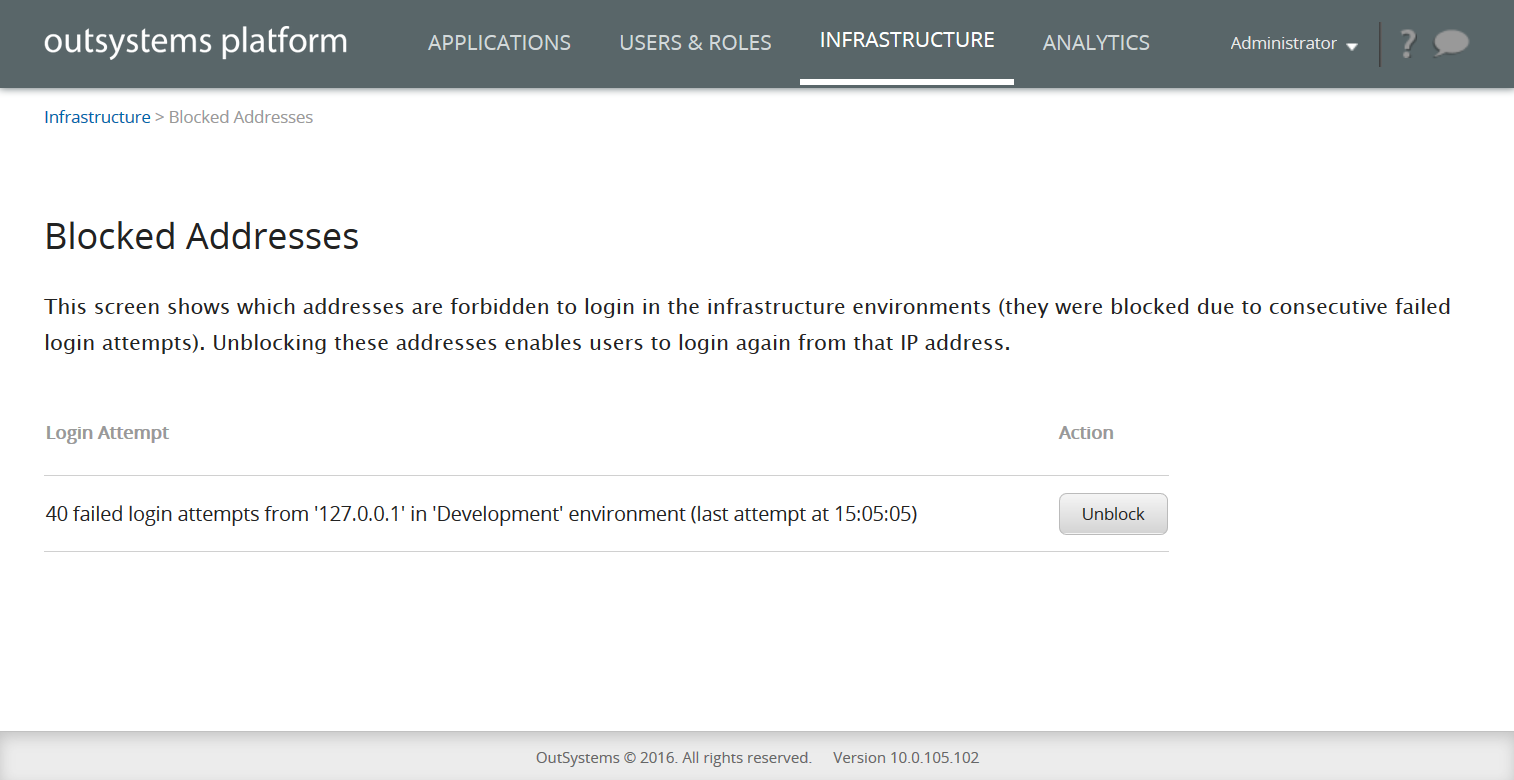 outsystems platform APPLICATIONS USERS & ROLES INFRASTRUCTURE ANALYTICS Administrator ?
Infrastructure > Blocked Addresses
Blocked Addresses
This screen shows which addresses are forbidden to login in the infrastructure environments (they were blocked due to consecutive failed
login attempts). Unblocking these addresses enables users to login again from that IP address.
Login Attempt Action
40 failed login attempts from '127.0.0.1' in 'Development' environment (last attempt at 15:05:05) Unblock
OutSystems © 2016. All rights reserved. Version 10.0.105.102